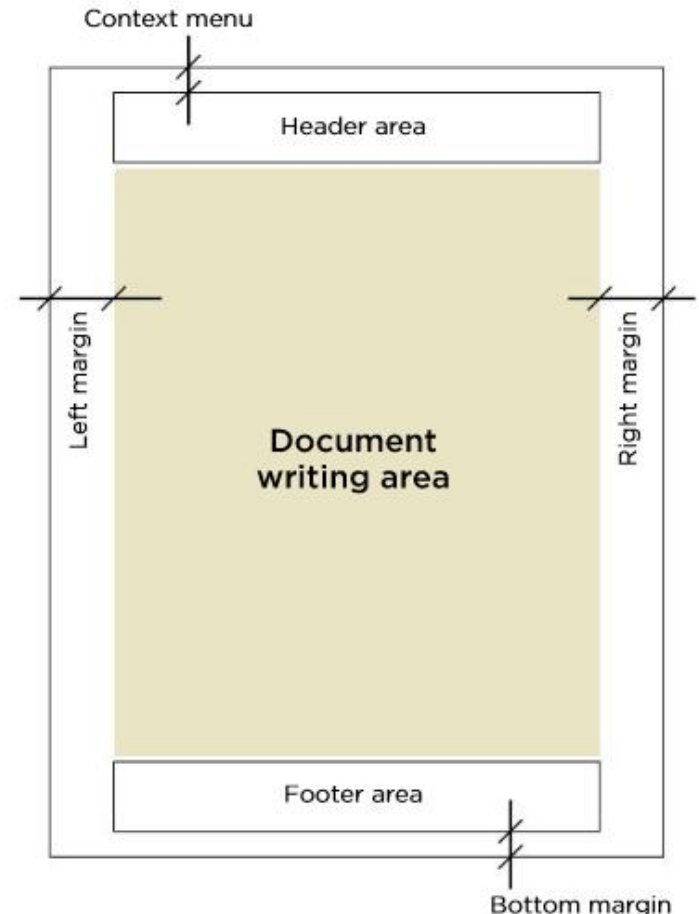 Context menu
Header area
Left margin
Right margin
Document
writing area
Footer area
Bottom margin